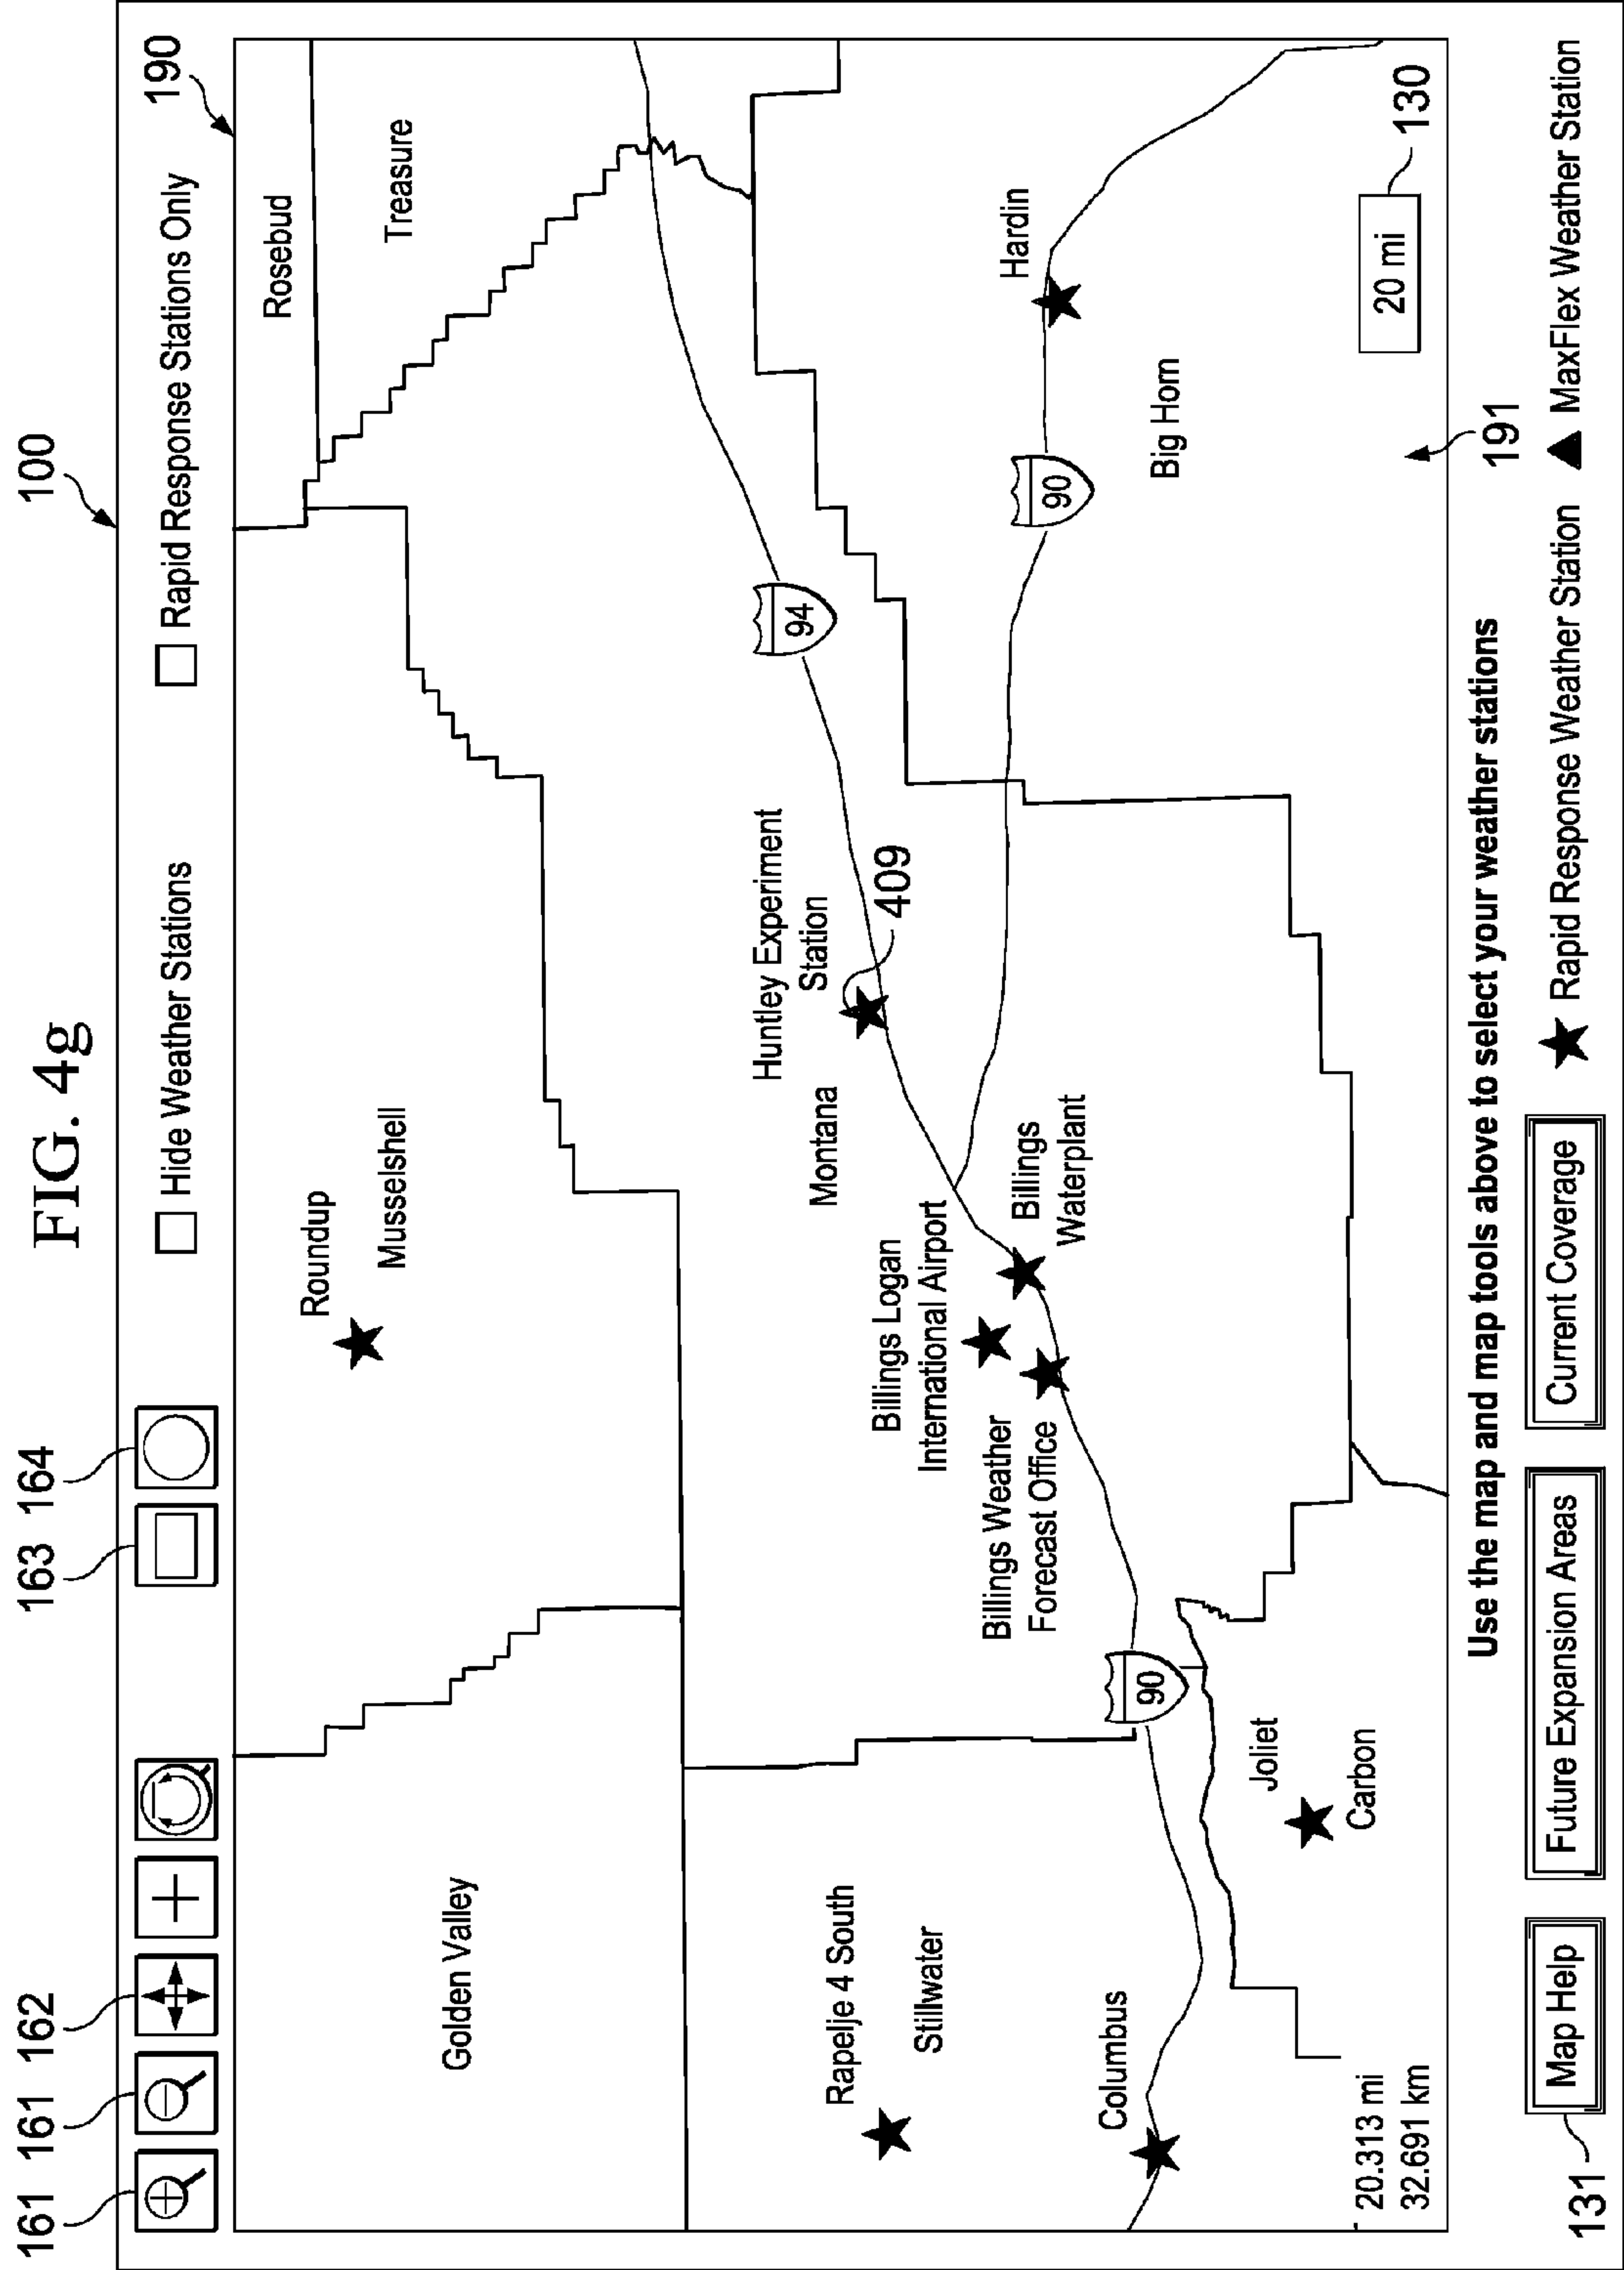 FIG. 4g
100
161
161
162
163
164
Hide Weather Stations
Rapid Response Stations Only
190
Rosebud
Treasure
Roundup
Musselshell
Golden Valley
Huntley Experiment
Station
409
Montana
94
Rapelje 4 South
Stillwater
Billings Logan
International Airport
Billings Weather
Forecast Office
Billings
Waterplant
Hardin
90
Big Horn
Columbus
90
Joliet
Carbon
20.313 mi
32.691 km
20 mi
130
191
Use the map and map tools above to select your weather stations
131
Map Help
Future Expansion Areas
Current Coverage
Rapid Response Weather Station
MaxFlex Weather Station